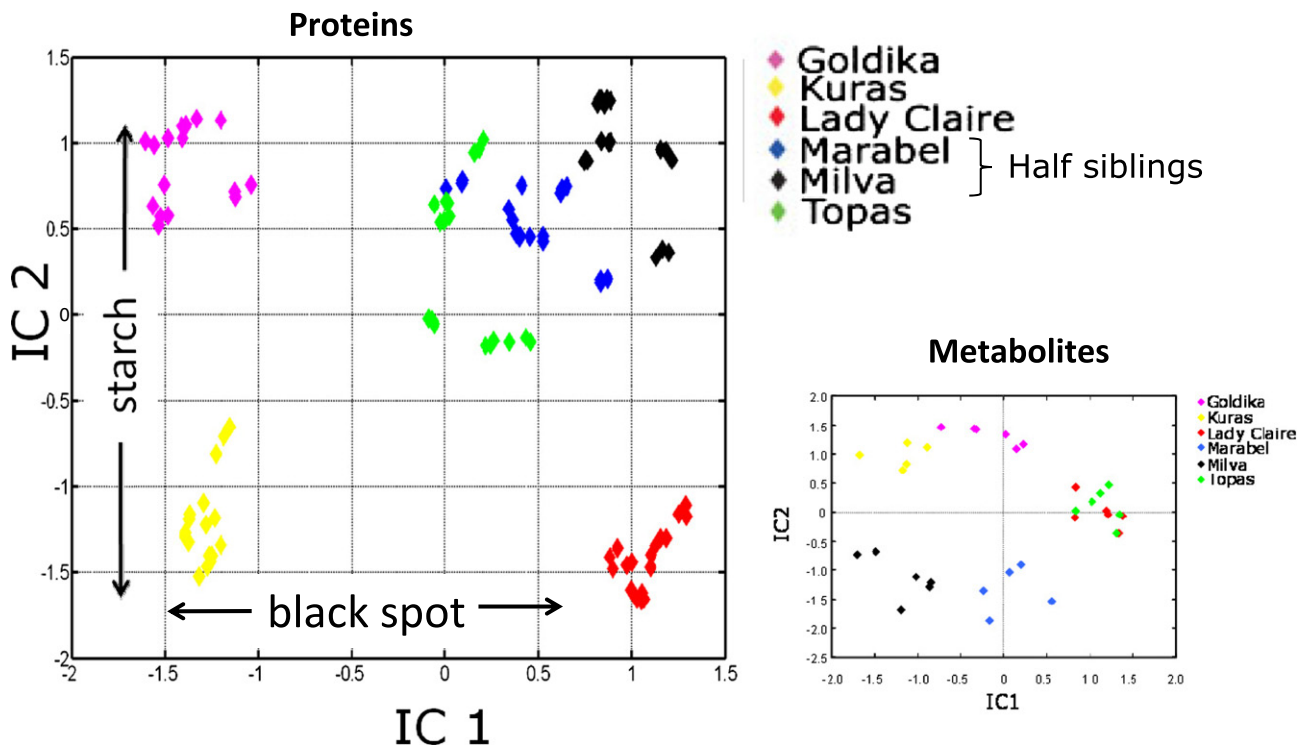 Proteins
1.5
1
0.5
0
-0.5
-1
-1.5
-2
-2
-1.5
-1
-0.5
0
0.5
1
1.5
IC 2
IC 1
starch
black spot
Goldika
Kuras
Lady Claire
Marabel
Milva
Topas
Half siblings
Metabolites
2.0
1.5
1.0
0.5
0
-0.5
-1.0
-1.5
-2.0
-2.5
-2.0
-1.5
-1.0
-0.5
0.0
0.5
1.0
1.5
2.0
IC2
IC1
Goldika
Kuras
Lady Claire
Marabel
Milva
Topas